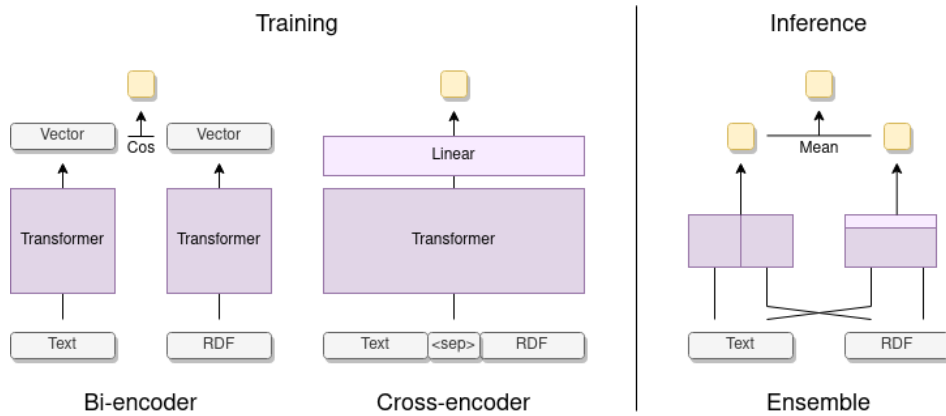 Training
Inference
Vector
Cos
Vector
Linear
Mean
Transformer
Transformer
Transformer
Text
RDF
Text
<sep>
RDF
Text
RDF
Bi-encoder
Cross-encoder
Ensemble